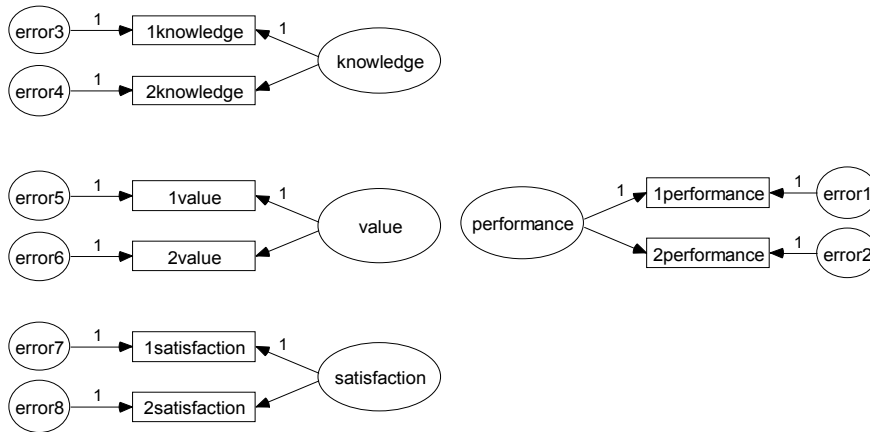 error3
1
1knowledge
1
knowledge
error4
1
2knowledge
error5
1
1value
1
value
error6
1
2value
performance
1
1performance
1
error1
2performance
1
error2
error7
1
1satisfaction
1
satisfaction
error8
1
2satisfaction